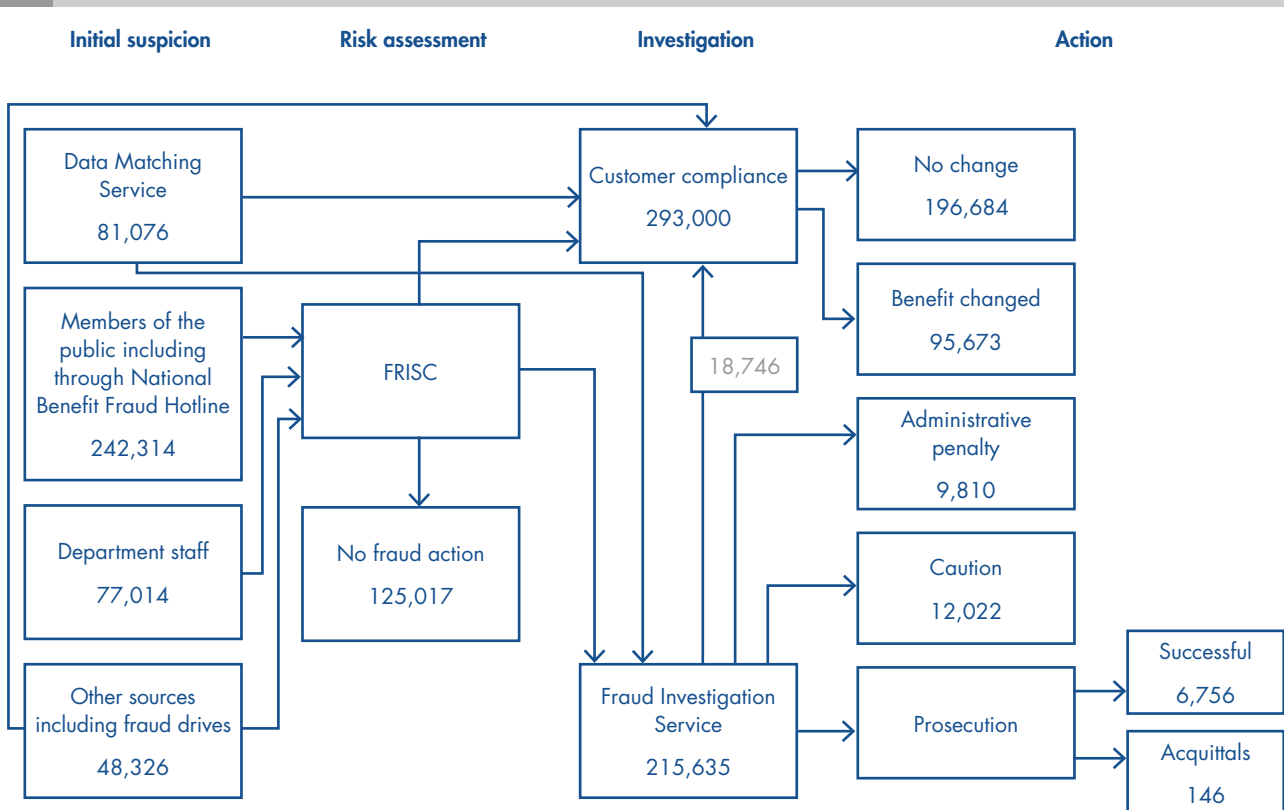 Initial suspicion
Risk assessment
Investigation
Action
Data Matching
Service
81,076
Members of the
public including
through National
Benefit Fraud Hotline
242,314
Department staff
77,014
Other sources
including fraud drives
48,326
FRISC
No fraud action
125,017
Customer compliance
293,000
18,746
Fraud Investigation
Service
215,635
No change
196,684
Benefit changed
95,673
Administrative
penalty
9,810
Caution
12,022
Prosecution
Successful
6,756
Acquittals
146